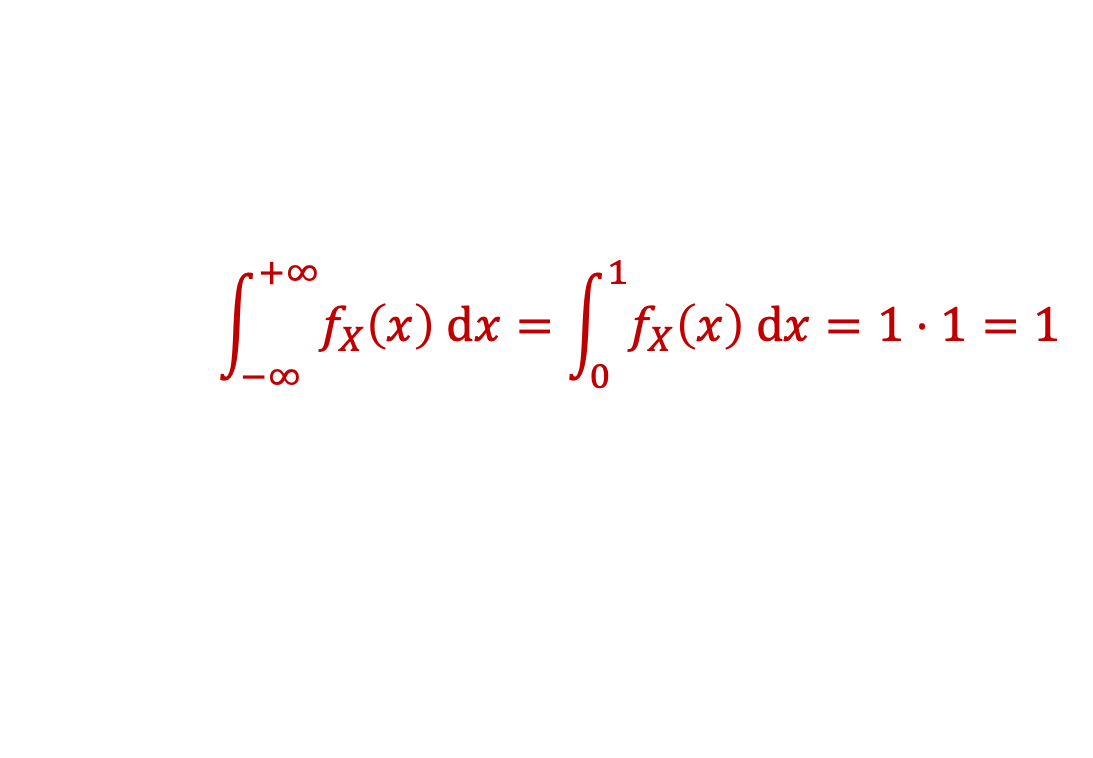 ∫_{−∞}^{+∞} f_X(x) dx = ∫_0^1 f_X(x) dx = 1 · 1 = 1